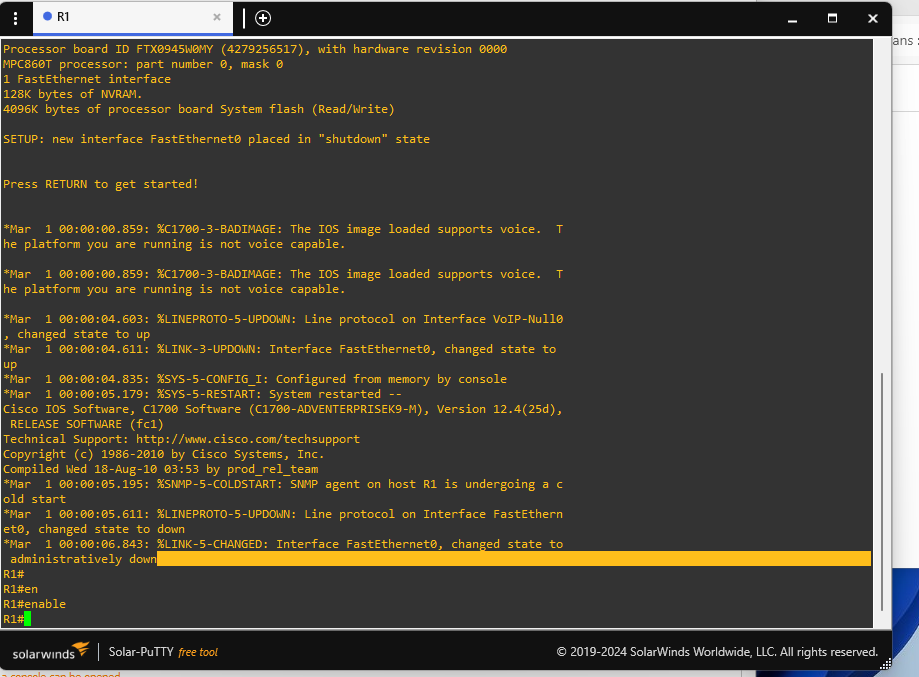 R1
ans :
Processor board ID FTX0945W0MY (4279256517), with hardware revision 0000
MPC860T processor: part number 0, mask 0
1 FastEthernet interface
128K bytes of NVRAM.
4096K bytes of processor board System flash (Read/Write)
SETUP: new interface FastEthernet0 placed in "shutdown" state
Press RETURN to get started!
*Mar  1 00:00:00.859: %C1700-3-BADIMAGE: The IOS image loaded supports voice.  T
he platform you are running is not voice capable.
*Mar  1 00:00:00.859: %C1700-3-BADIMAGE: The IOS image loaded supports voice.  T
he platform you are running is not voice capable.
*Mar  1 00:00:04.603: %LINEPROTO-5-UPDOWN: Line protocol on Interface VoIP-Null0
, changed state to up
*Mar  1 00:00:04.611: %LINK-3-UPDOWN: Interface FastEthernet0, changed state to
up
*Mar  1 00:00:04.835: %SYS-5-CONFIG_I: Configured from memory by console
*Mar  1 00:00:05.179: %SYS-5-RESTART: System restarted --
Cisco IOS Software, C1700 Software (C1700-ADVENTERPRISEK9-M), Version 12.4(25d),
 RELEASE SOFTWARE (fc1)
Technical Support: http://www.cisco.com/techsupport
Copyright (c) 1986-2010 by Cisco Systems, Inc.
Compiled Wed 18-Aug-10 03:53 by prod_rel_team
*Mar  1 00:00:05.195: %SNMP-5-COLDSTART: SNMP agent on host R1 is undergoing a c
old start
*Mar  1 00:00:05.611: %LINEPROTO-5-UPDOWN: Line protocol on Interface FastEthern
et0, changed state to down
*Mar  1 00:00:06.843: %LINK-5-CHANGED: Interface FastEthernet0, changed state to
 administratively down
R1#
R1#en
R1#enable
R1#
solarwinds Solar-PuTTY free tool © 2019-2024 SolarWinds Worldwide, LLC. All rights reserved.
a console can be opened